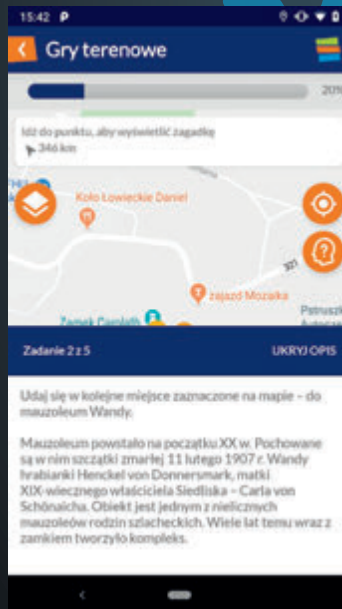 15:42 P
Gry terenowe
20%
Idź do punktu, aby wyświetlić zagadkę
346 km
Koło Łowieckie Daniel
321
zajazd Mozaika
Zamek Carolath
Zadanie 2 z 5
UKRYJ OPIS
Udaj się w kolejne miejsce zaznaczone na mapie – do
mauzoleum Wandy.
Mauzoleum powstało na początku XX w. Pochowane
są w nim szczątki zmarłej 11 lutego 1907 r. Wandy
hrabianki Henckel von Donnersmark, matki
XIX-wiecznego właściciela Siedliska – Carla von
Schönaicha. Obiekt jest jednym z nielicznych
mauzoleów rodzin szlacheckich. Wiele lat temu wraz z
zamkiem tworzyło kompleks.